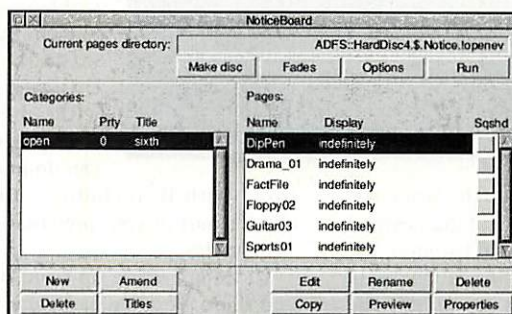 NoticeBoard
Current pages directory: ADFS::HardDisc4.$.Notice.!openev
Make disc Fades Options Run
Categories:
Name Prty Title
open 0 sixth
New Amend
Delete Titles
Pages:
Name Display Sqshd
DipPen indefinitely
Drama_01 indefinitely
FactFile indefinitely
Floppy02 indefinitely
Guitar03 indefinitely
Sports01 indefinitely
Edit Rename Delete
Copy Preview Properties